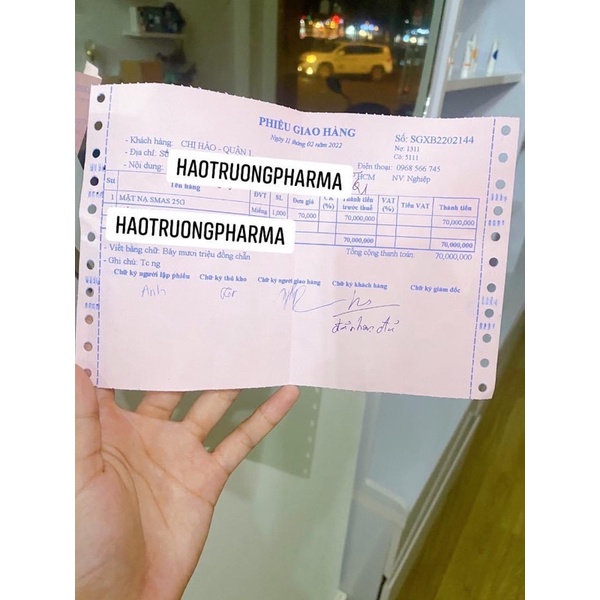 PHIẾU GIAO HÀNG
Ngày 11 tháng 02 năm 2022
Số: SGXB2202144
Nợ: 1311
Có: 5111
- Khách hàng: CHỊ HẢO - QUẬN 1
- Địa chỉ:
Điện thoại: 0968 566 745
- Nội dung:
HCM NV. Nghiệp
HAOTRUONGPHARMA
Q1
Stt Tên hàng ĐVT SL Đơn giá CK (%) Thành tiền trước thuế VAT (%) Tiền VAT Thành tiền
1 MẶT NẠ SMAS 25G Miếng 1,000 70,000 70,000,000 70,000,000
70,000,000 70,000,000
HAOTRUONGPHARMA
Tổng cộng thanh toán: 70,000,000
- Viết bằng chữ: Bảy mươi triệu đồng chẵn
- Ghi chú: Tc ng
Chữ ký người lập phiếu Chữ ký thủ kho Chữ ký người giao hàng Chữ ký khách hàng Chữ ký giám đốc
Anh